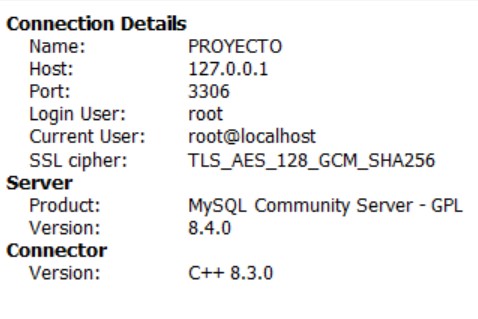 Connection Details
Name: PROYECTO
Host: 127.0.0.1
Port: 3306
Login User: root
Current User: root@localhost
SSL cipher: TLS_AES_128_GCM_SHA256
Server
Product: MySQL Community Server - GPL
Version: 8.4.0
Connector
Version: C++ 8.3.0